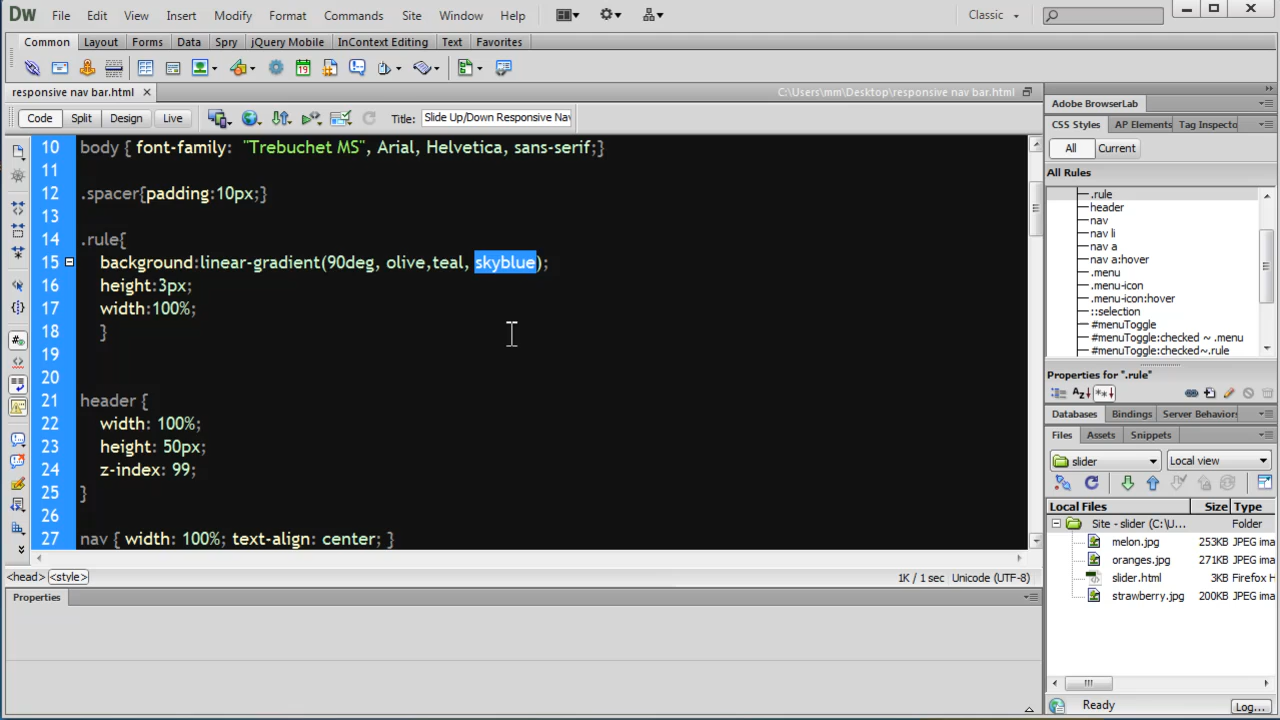 Dw File Edit View Insert Modify Format Commands Site Window Help Classic
Common Layout Forms Data Spry jQuery Mobile InContext Editing Text Favorites
responsive nav bar.html C:\Users\mm\Desktop\responsive nav bar.html
Code Split Design Live Title: Slide Up/Down Responsive Nav
10 body { font-family: "Trebuchet MS", Arial, Helvetica, sans-serif;}
11
12 .spacer{padding:10px;}
13
14 .rule{
15 background:linear-gradient(90deg, olive,teal, skyblue);
16 height:3px;
17 width:100%;
18 }
19
20
21 header {
22 width: 100%;
23 height: 50px;
24 z-index: 99;
25 }
26
27 nav { width: 100%; text-align: center; }
<head> <style> 1K / 1 sec Unicode (UTF-8)
Properties
Adobe BrowserLab
CSS Styles AP Elements Tag Inspecto
All Current
All Rules
.rule
header
nav
nav li
nav a
nav a:hover
.menu
.menu-icon
.menu-icon:hover
::selection
#menuToggle
#menuToggle:checked ~ .menu
#menuToggle:checked~.rule
Properties for ".rule"
Databases Bindings Server Behaviors
Files Assets Snippets
slider Local view
Local Files Size Type
Site - slider (C:\U... Folder
melon.jpg 253KB JPEG ima
oranges.jpg 271KB JPEG ima
slider.html 3KB Firefox H
strawberry.jpg 200KB JPEG ima
Ready Log...